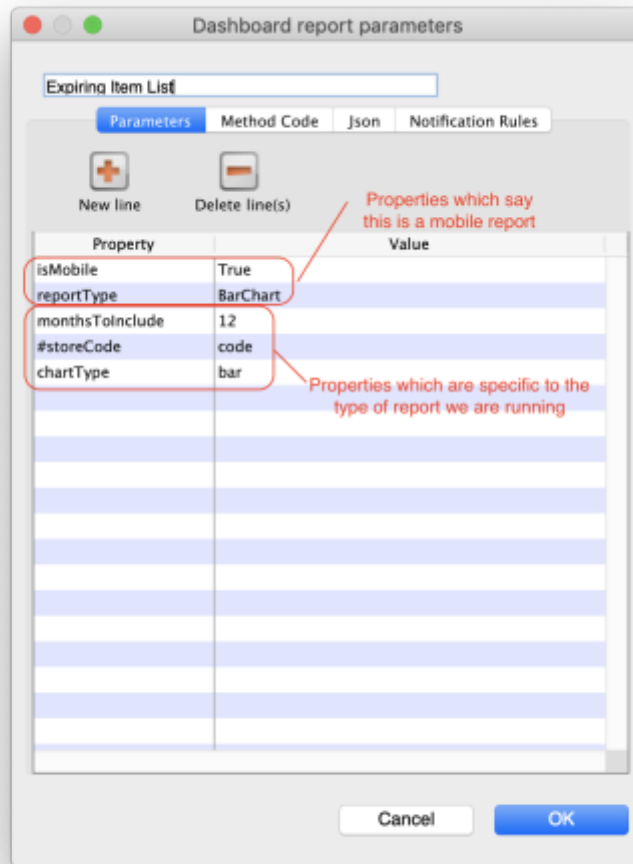 Dashboard report parameters
Expiring Item List
Parameters Method Code Json Notification Rules
New line Delete line(s)
Properties which say
this is a mobile report
Property Value
isMobile True
reportType BarChart
monthsToInclude 12
#storeCode code
chartType bar
Properties which are specific to the
type of report we are running
Cancel OK